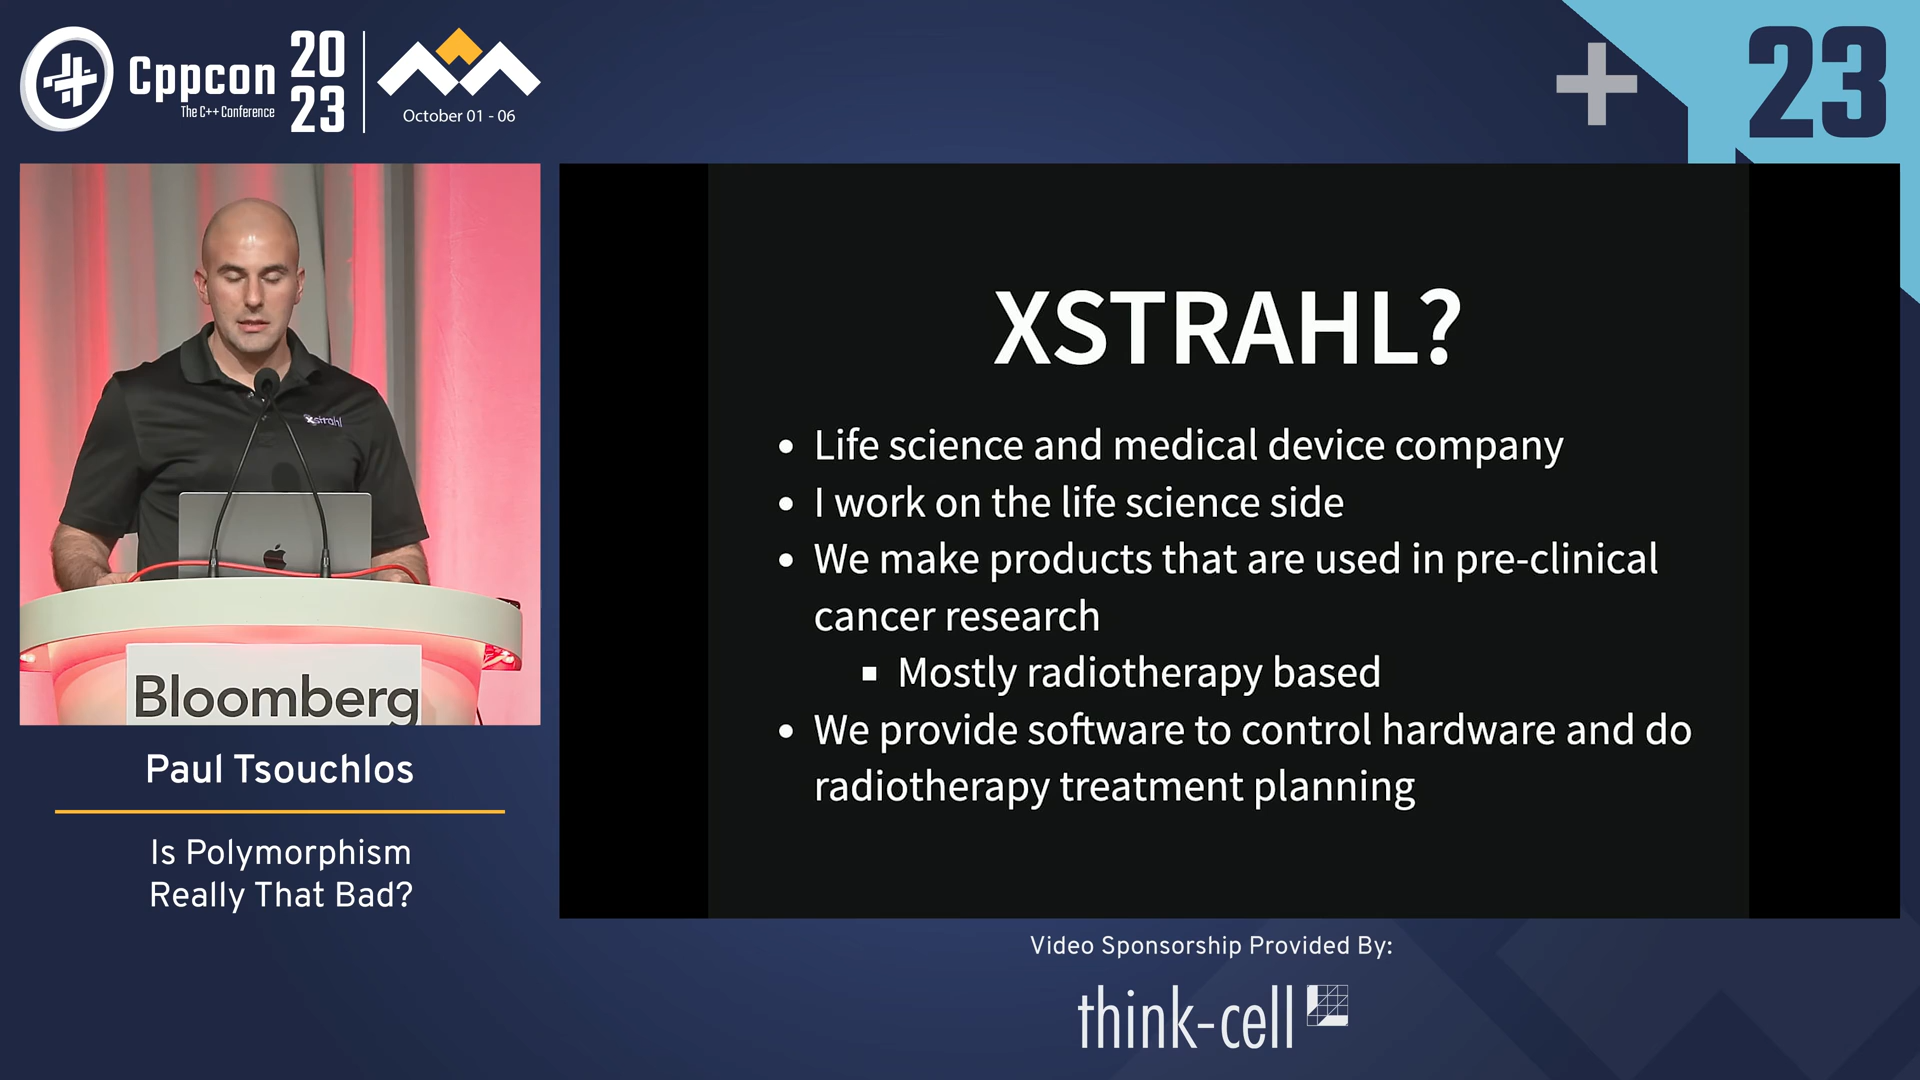 Cppcon
The C++ Conference
20
23
October 01 - 06
23
xstrahl
Bloomberg
Paul Tsouchlos
Is Polymorphism
Really That Bad?
XSTRAHL?
• Life science and medical device company
• I work on the life science side
• We make products that are used in pre-clinical
cancer research
▪ Mostly radiotherapy based
• We provide software to control hardware and do
radiotherapy treatment planning
Video Sponsorship Provided By:
think-cell